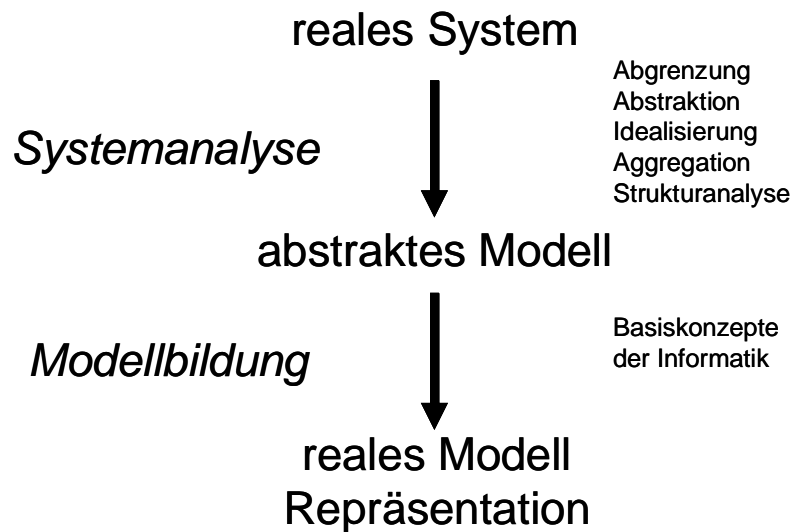 reales System
Abgrenzung
Abstraktion
Idealisierung
Aggregation
Strukturanalyse
Systemanalyse
abstraktes Modell
Basiskonzepte
der Informatik
Modellbildung
reales Modell
Repräsentation